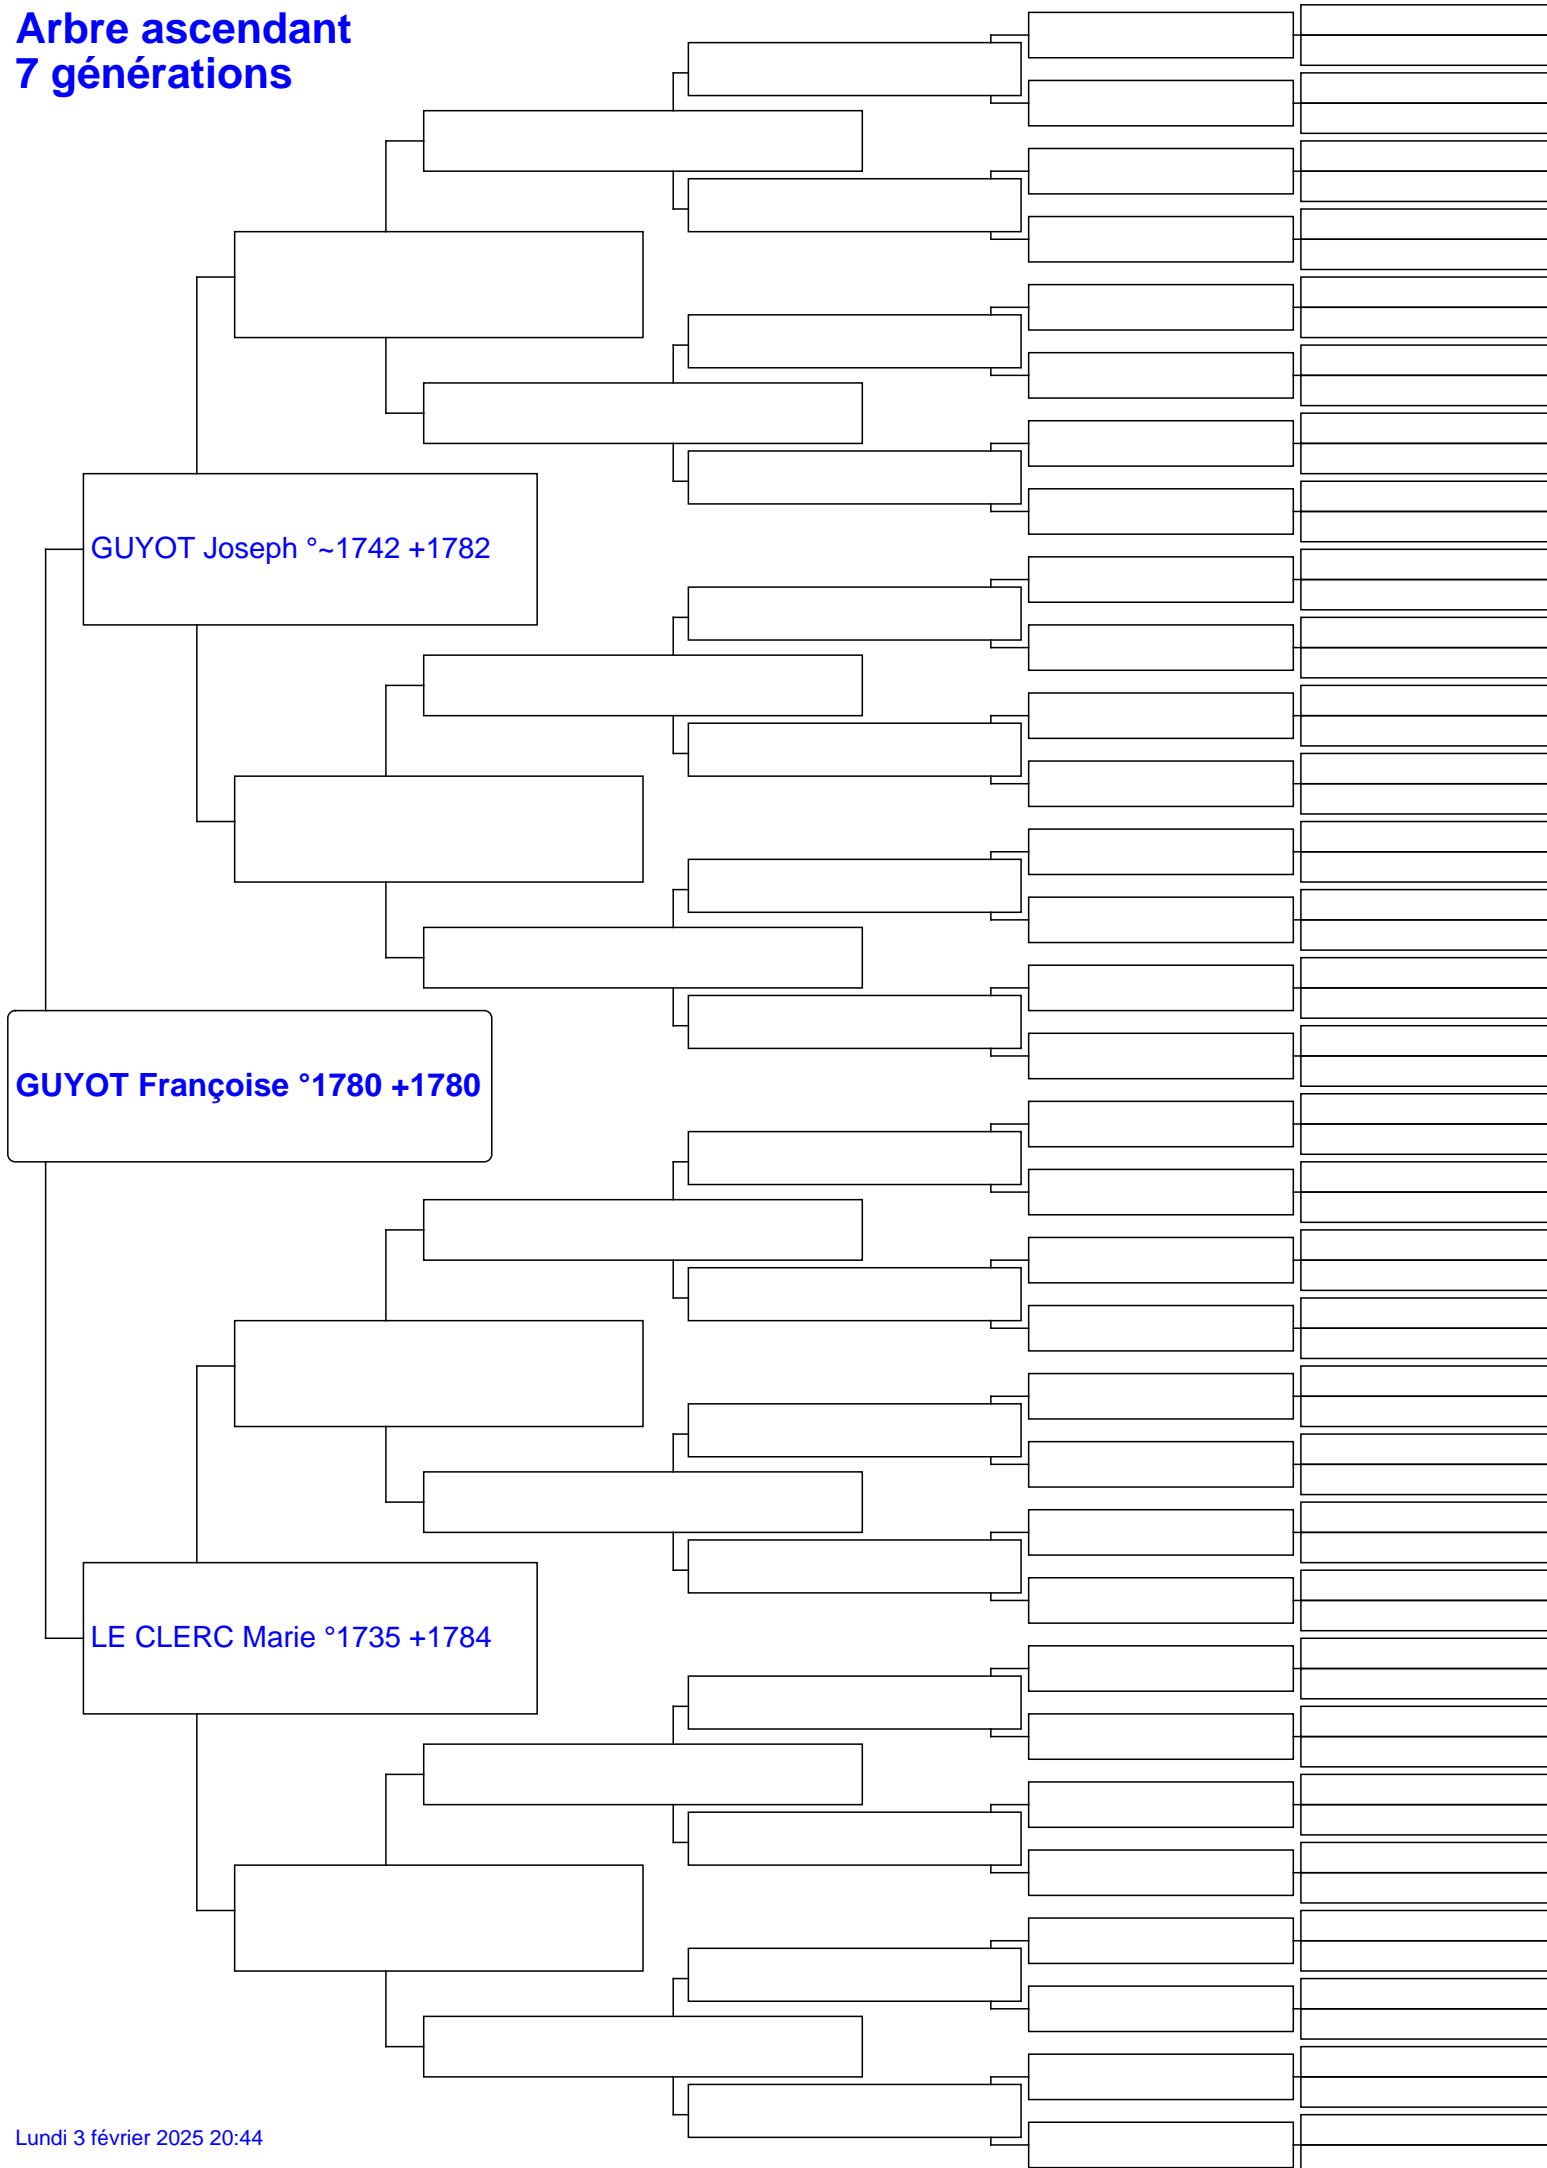 Arbre ascendant
7 générations
GUYOT Joseph °~1742 +1782
GUYOT Françoise °1780 +1780
LE CLERC Marie °1735 +1784
Lundi 3 février 2025 20:44